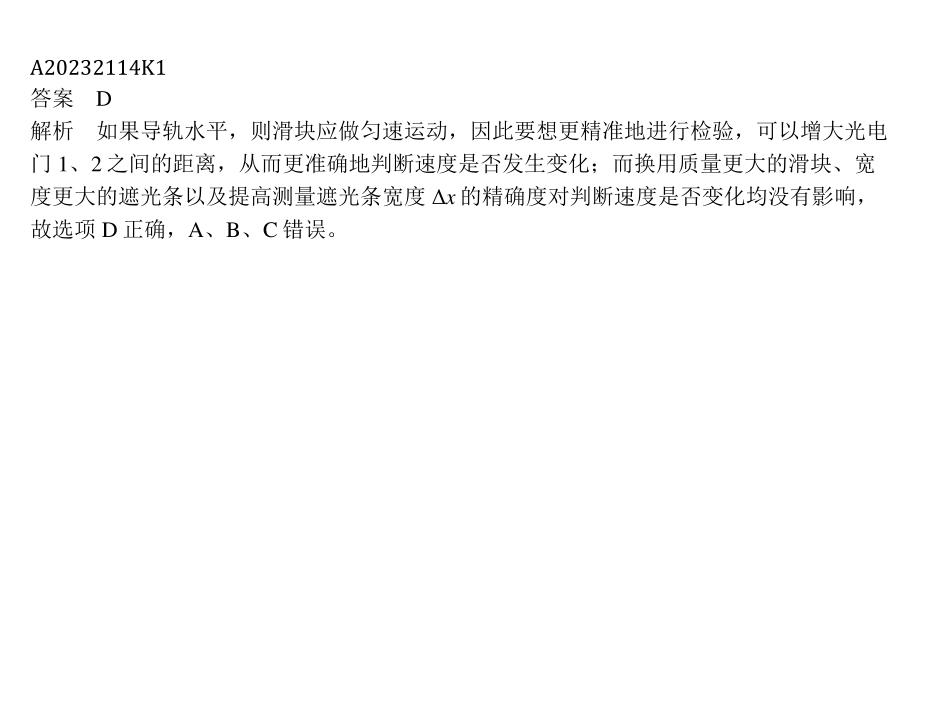 A20232114K1
答案　D
解析　如果导轨水平，则滑块应做匀速运动，因此要想更精准地进行检验，可以增大光电
门 1、2 之间的距离，从而更准确地判断速度是否发生变化；而换用质量更大的滑块、宽
度更大的遮光条以及提高测量遮光条宽度 Δx 的精确度对判断速度是否变化均没有影响，
故选项 D 正确，A、B、C 错误。